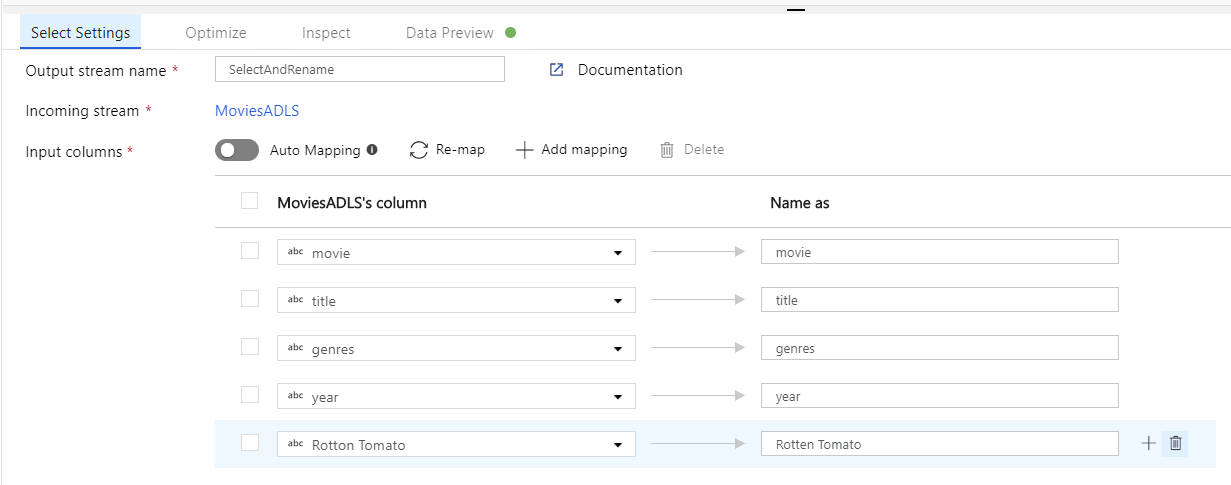 Select Settings Optimize Inspect Data Preview
Output stream name * SelectAndRename Documentation
Incoming stream * MoviesADLS
Input columns * Auto Mapping Re-map Add mapping Delete
MoviesADLS's column Name as
abc movie movie
abc title title
abc genres genres
abc year year
abc Rotton Tomato Rotten Tomato